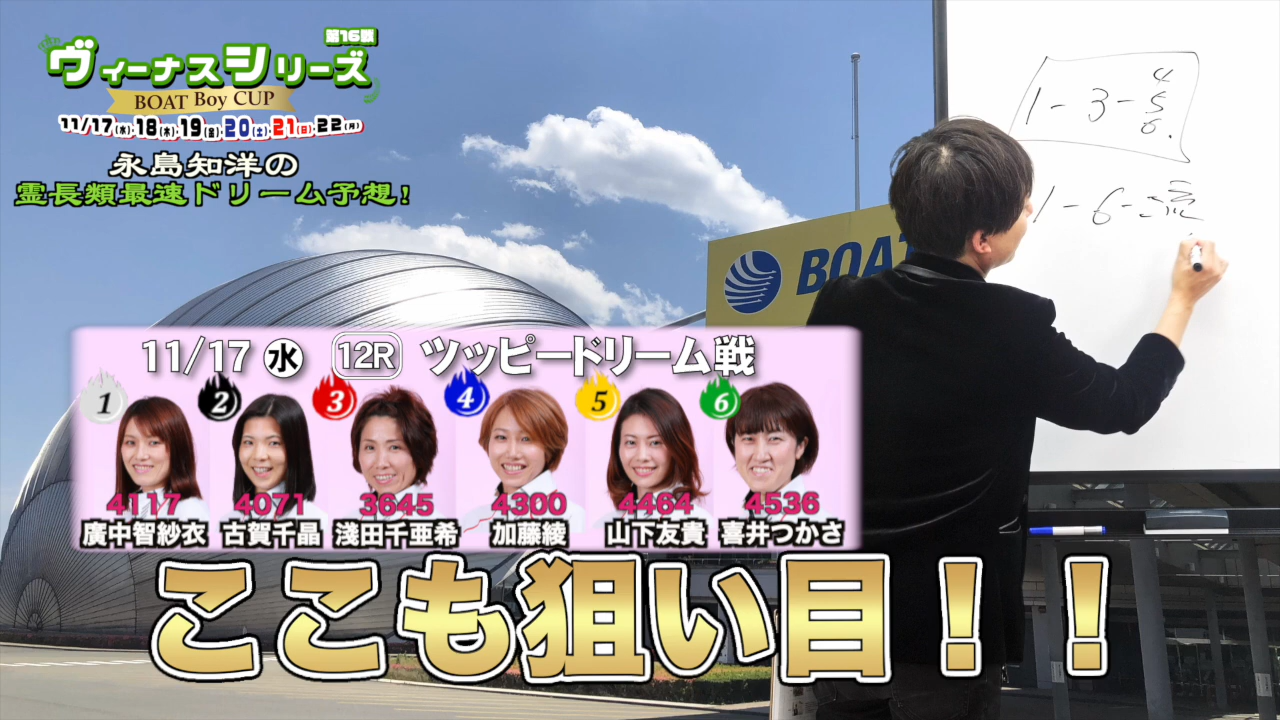 第16戦
ヴィーナスシリーズ
BOAT Boy CUP
11/17(水).18(木).19(金).20(土).21(日).22(月)
永島知洋の
霊長類最速ドリーム予想!
1-3-456.
1-6-流
BOAT
11/17 水 12R ツッピードリーム戦
1 2 3 4 5 6
4117 4071 3645 4300 4464 4536
廣中智紗衣 古賀千晶 淺田千亜希 加藤綾 山下友貴 喜井つかさ
ここも狙い目!!